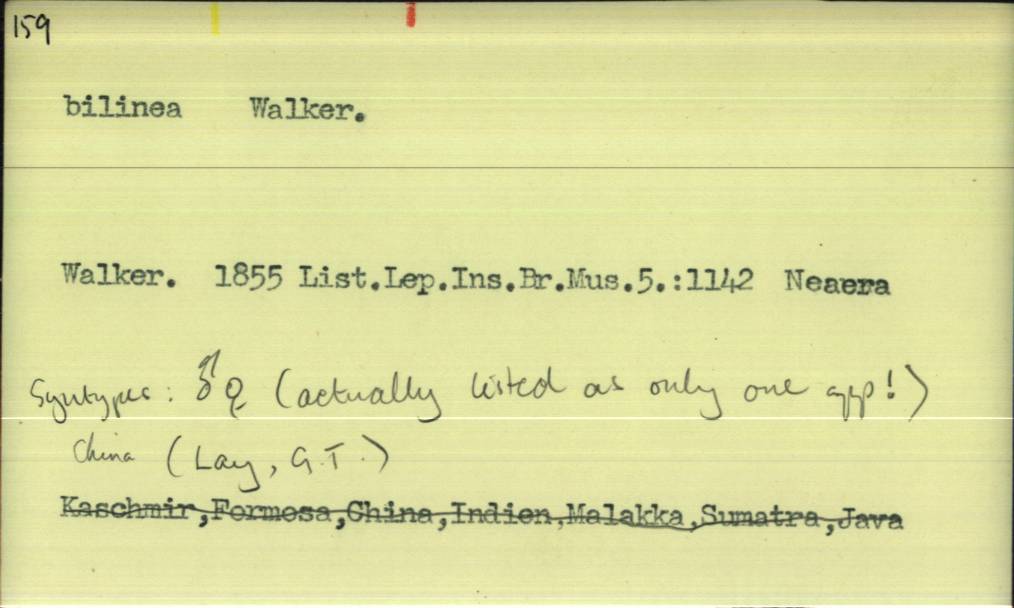 159
bilinea Walker.
Walker. 1855 List.Lep.Ins.Br.Mus.5.:1142 Neaera
Syntypes: ♂ ♀ (actually listed as only one spp!)
China (Lay, G.T.)
Kaschmir,Formosa,China,Indien,Malakka,Sumatra,Java